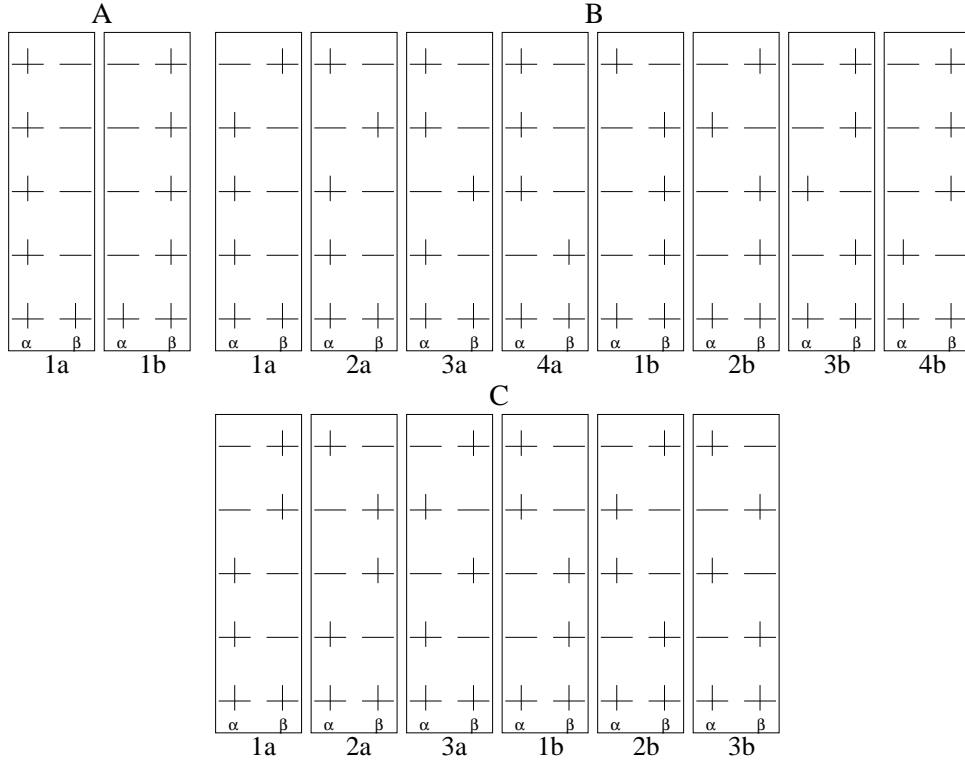 A B
α β α β α β α β α β α β α β α β α β α β
1a 1b 1a 2a 3a 4a 1b 2b 3b 4b
C
α β α β α β α β α β α β
1a 2a 3a 1b 2b 3b